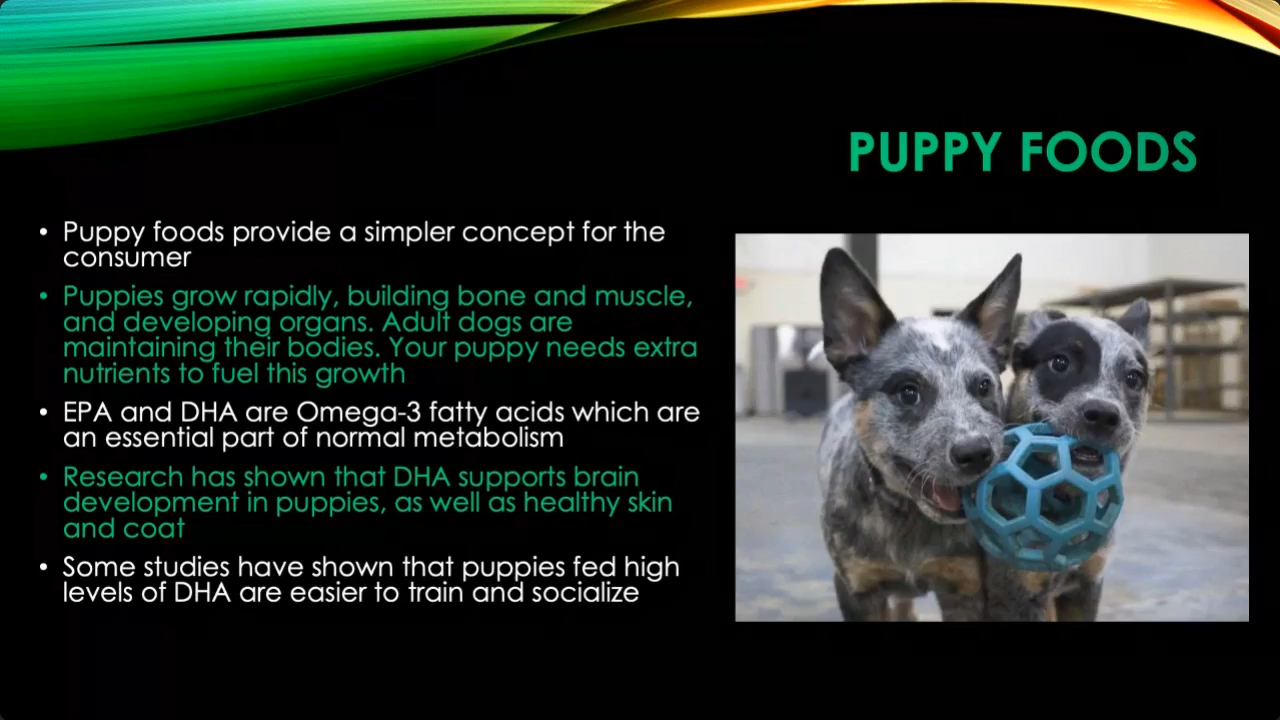 PUPPY FOODS
• Puppy foods provide a simpler concept for the
consumer
• Puppies grow rapidly, building bone and muscle,
and developing organs. Adult dogs are
maintaining their bodies. Your puppy needs extra
nutrients to fuel this growth
• EPA and DHA are Omega-3 fatty acids which are
an essential part of normal metabolism
• Research has shown that DHA supports brain
development in puppies, as well as healthy skin
and coat
• Some studies have shown that puppies fed high
levels of DHA are easier to train and socialize